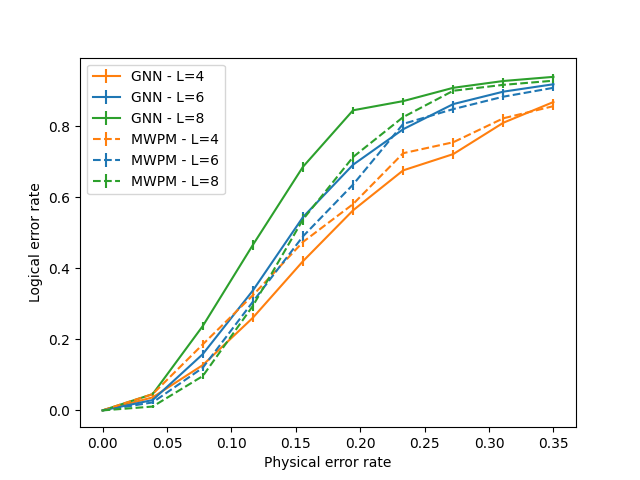 GNN - L=4
GNN - L=6
GNN - L=8
MWPM - L=4
MWPM - L=6
MWPM - L=8
Logical error rate
0.8
0.6
0.4
0.2
0.0
0.00 0.05 0.10 0.15 0.20 0.25 0.30 0.35
Physical error rate